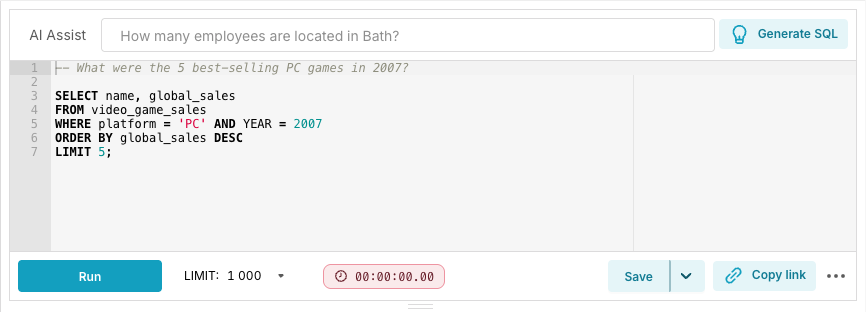 AI Assist
How many employees are located in Bath?
Generate SQL
1 -- What were the 5 best-selling PC games in 2007?
2
3 SELECT name, global_sales
4 FROM video_game_sales
5 WHERE platform = 'PC' AND YEAR = 2007
6 ORDER BY global_sales DESC
7 LIMIT 5;
Run
LIMIT: 1 000
00:00:00.00
Save
Copy link